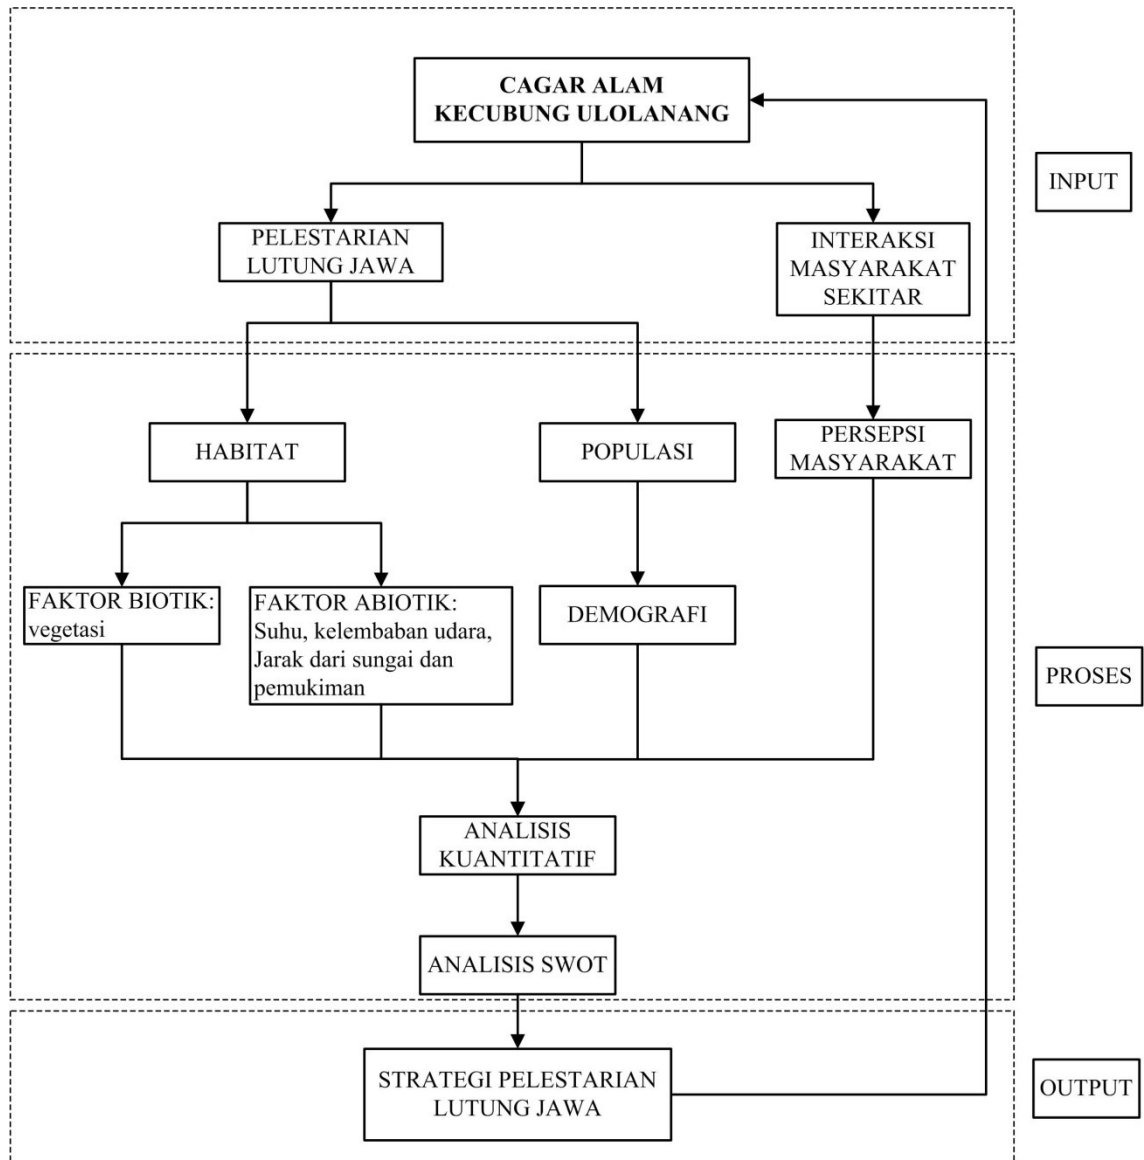 CAGAR ALAM
KECUBUNG ULOLANANG
INPUT
PELESTARIAN
LUTUNG JAWA
INTERAKSI
MASYARAKAT
SEKITAR
HABITAT
POPULASI
PERSEPSI
MASYARAKAT
FAKTOR BIOTIK:
vegetasi
FAKTOR ABIOTIK:
Suhu, kelembaban udara,
Jarak dari sungai dan
pemukiman
DEMOGRAFI
PROSES
ANALISIS
KUANTITATIF
ANALISIS SWOT
STRATEGI PELESTARIAN
LUTUNG JAWA
OUTPUT